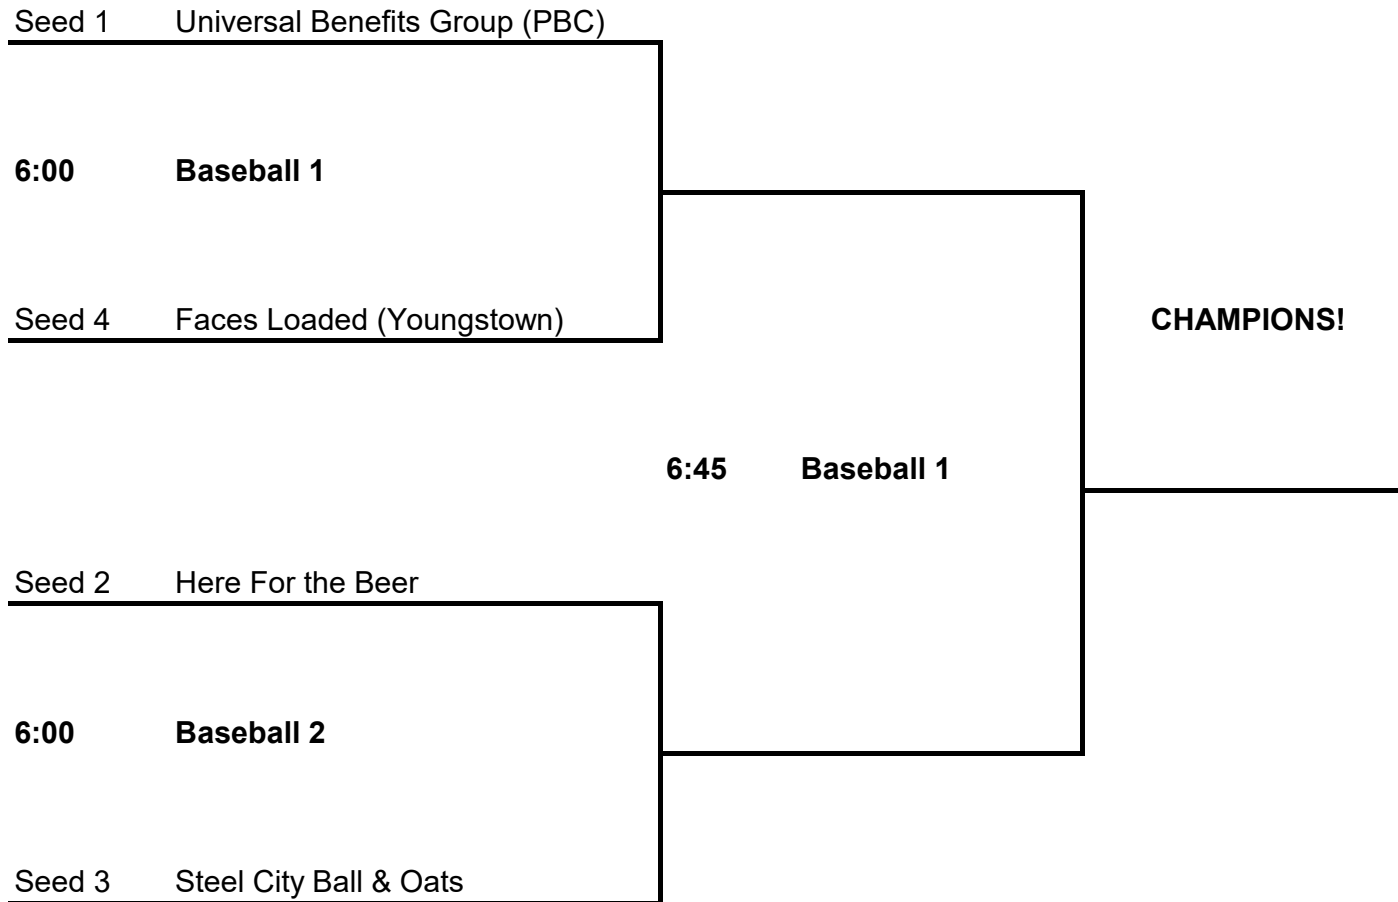 Seed 1 Universal Benefits Group (PBC)
6:00 Baseball 1
Seed 4 Faces Loaded (Youngstown)
CHAMPIONS!
6:45 Baseball 1
Seed 2 Here For the Beer
6:00 Baseball 2
Seed 3 Steel City Ball & Oats